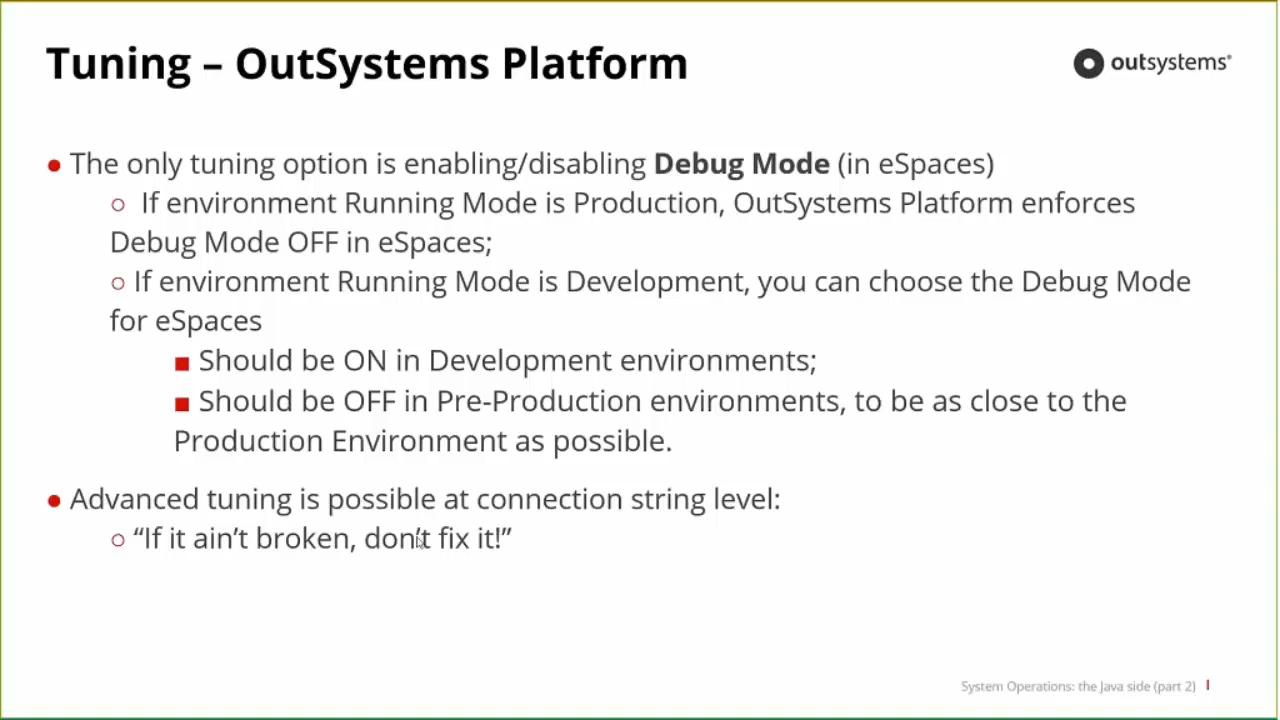 Tuning – OutSystems Platform
outsystems®
● The only tuning option is enabling/disabling Debug Mode (in eSpaces)
○ If environment Running Mode is Production, OutSystems Platform enforces
Debug Mode OFF in eSpaces;
○ If environment Running Mode is Development, you can choose the Debug Mode
for eSpaces
■ Should be ON in Development environments;
■ Should be OFF in Pre-Production environments, to be as close to the
Production Environment as possible.
● Advanced tuning is possible at connection string level:
○ “If it ain’t broken, don’t fix it!”
System Operations: the Java side (part 2) I